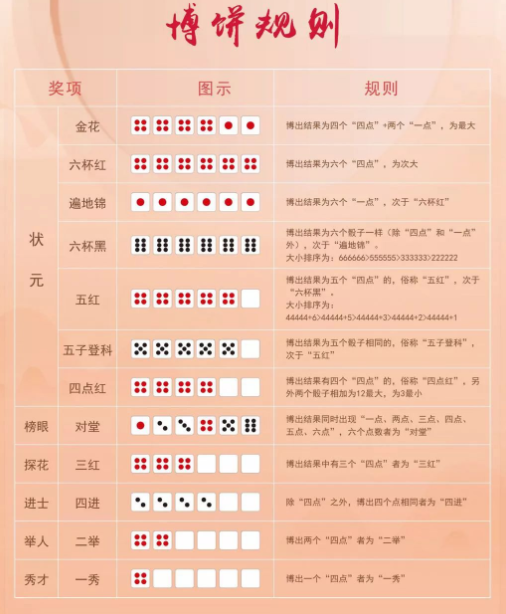 博饼规则
奖项 图示 规则
状元
金花 博出结果为四个“四点”+两个“一点”，为最大
六杯红 博出结果为六个“四点”，为次大
遍地锦 博出结果为六个“一点”，次于“六杯红”
六杯黑 博出结果为六个骰子一样（除“四点”和“一点”
外），次于“遍地锦”。
大小排序为：666666>555555>333333>222222
五红 博出结果为五个“四点”的，俗称“五红”，次于
“六杯黑”。
大小排序为：
44444+6>44444+5>44444+3>44444+2>44444+1
五子登科 博出结果为五个骰子相同的，俗称“五子登科”，
次于“五红”
四点红 博出结果有四个“四点”的，俗称“四点红”，另
外两个骰子相加为12最大，为3最小
榜眼 对堂 博出结果同时出现“一点、两点、三点、四点、
五点、六点”，六个点数者为“对堂”
探花 三红 博出结果中有三个“四点”者为“三红”
进士 四进 除“四点”之外，博出四个点相同者为“四进”
举人 二举 博出两个“四点”者为“二举”
秀才 一秀 博出一个“四点”者为“一秀”